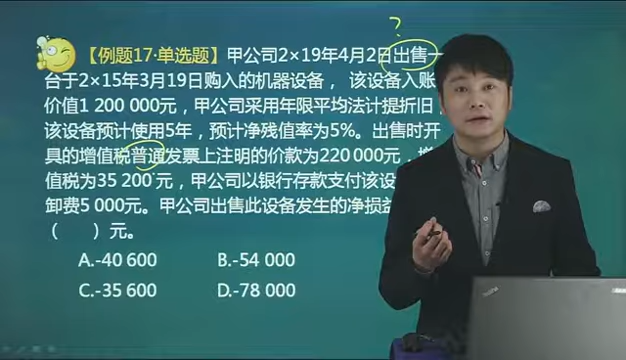 ?
【例题17·单选题】甲公司2×19年4月2日出售一
台于2×15年3月19日购入的机器设备， 该设备入账
价值1 200 000元，甲公司采用年限平均法计提折旧
该设备预计使用5年，预计净残值率为5%。出售时开
具的增值税普通发票上注明的价款为220 000元，增
值税为35 200 元，甲公司以银行存款支付该设
卸费5 000元。甲公司出售此设备发生的净损益
（ ）元。
A.-40 600 B.-54 000
C.-35 600 D.-78 000
ThinkPad